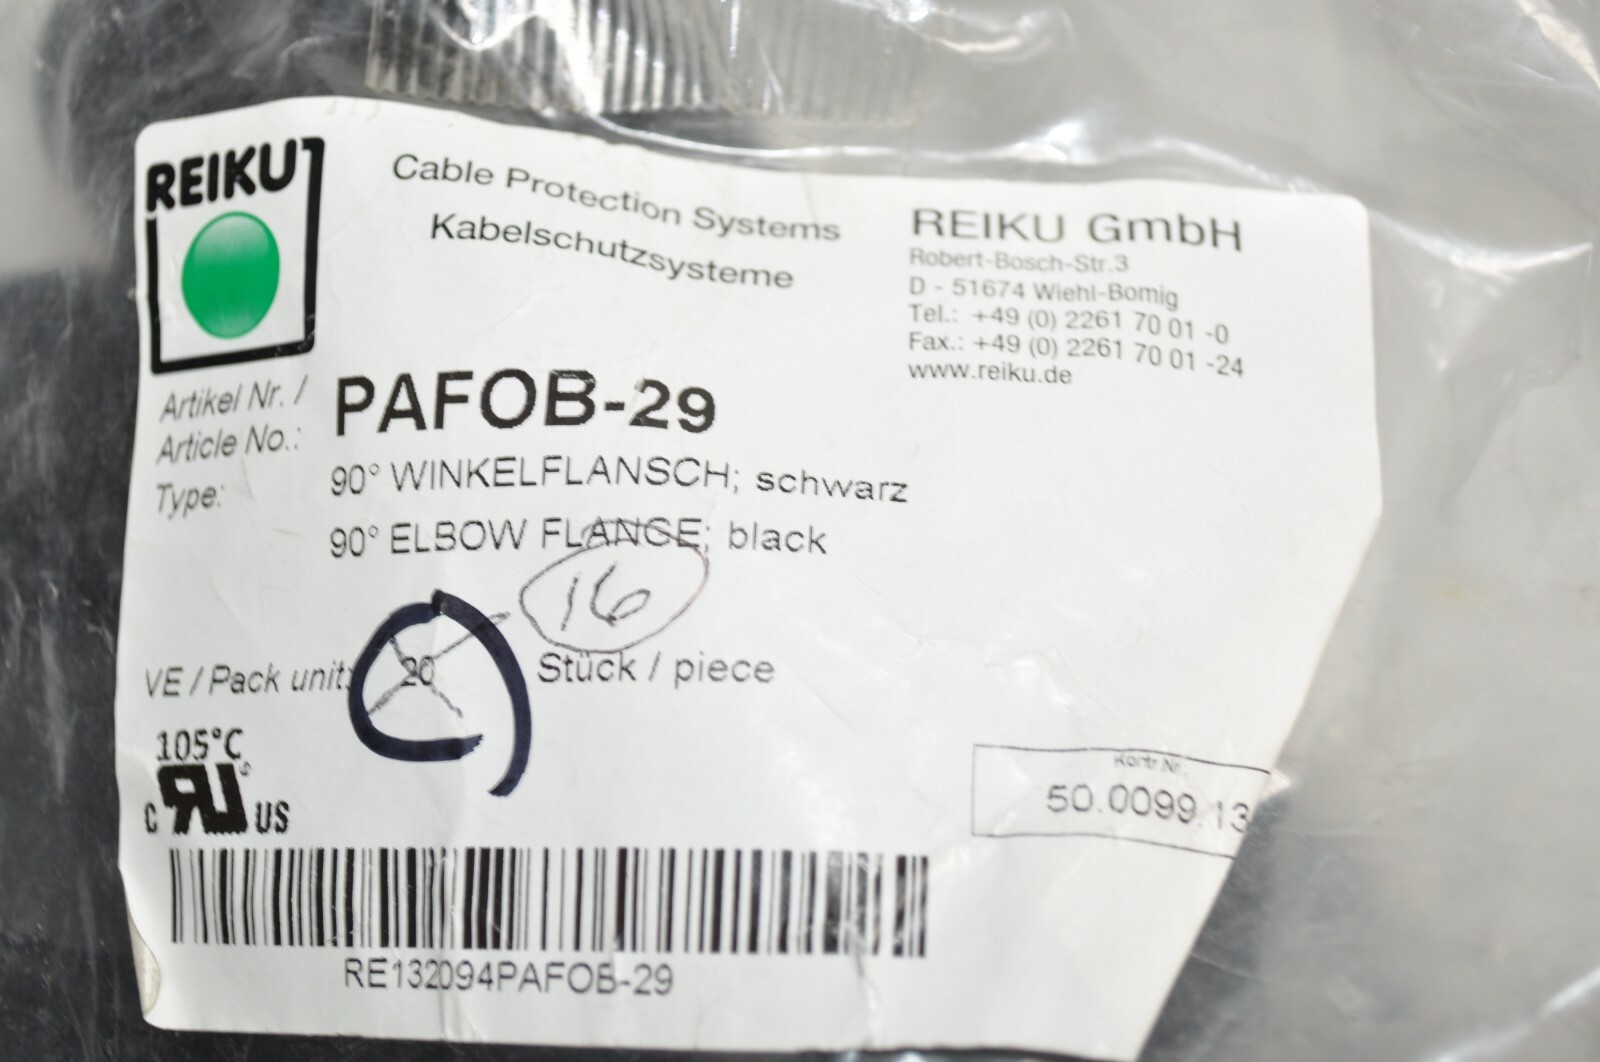 REIKU
Cable Protection Systems
Kabelschutzsysteme
REIKU GmbH
Robert-Bosch-Str.3
D - 51674 Wiehl-Bomig
Tel.: +49 (0) 2261 70 01 -0
Fax.: +49 (0) 2261 70 01 -24
www.reiku.de
Artikel Nr. /
Article No.: PAFOB-29
Type: 90° WINKELFLANSCH; schwarz
90° ELBOW FLANGE; black
16
VE / Pack unit: 20 Stück / piece
105°C
c RU US
Kontr.Nr.
50.0099.13
RE132094PAFOB-29